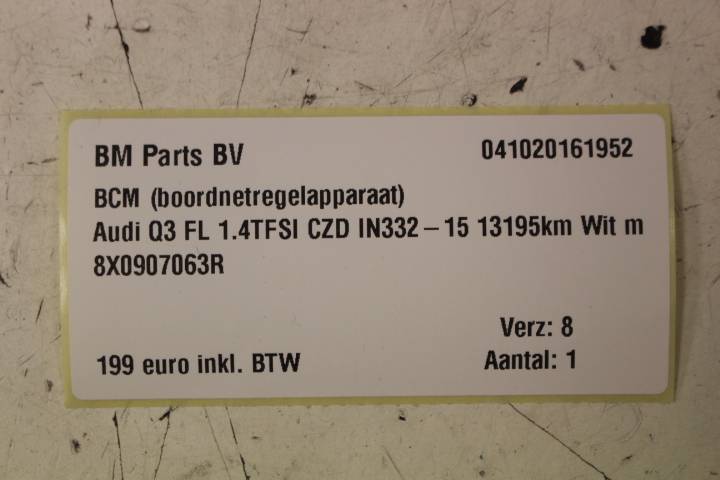 BM Parts BV 041020161952
BCM (boordnetregelapparaat)
Audi Q3 FL 1.4TFSI CZD IN332-15 13195km Wit m
8X0907063R
Verz: 8
199 euro inkl. BTW Aantal: 1